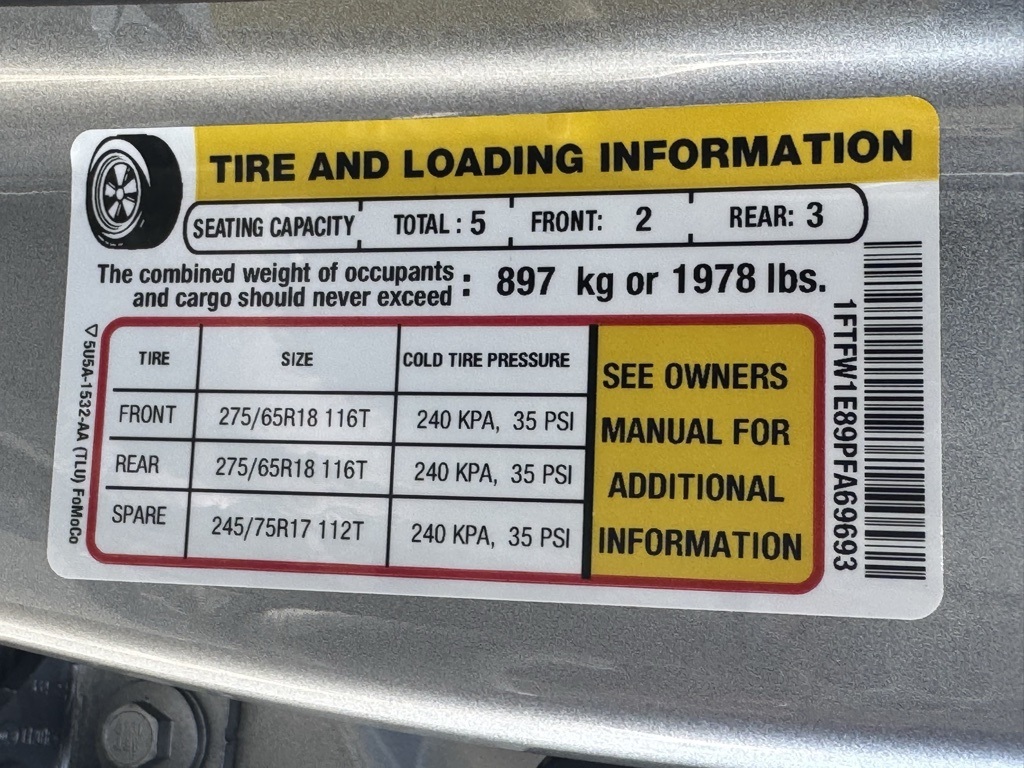 TIRE AND LOADING INFORMATION
SEATING CAPACITY TOTAL : 5 FRONT: 2 REAR: 3
The combined weight of occupants
and cargo should never exceed : 897 kg or 1978 lbs.
TIRE SIZE COLD TIRE PRESSURE
FRONT 275/65R18 116T 240 KPA, 35 PSI
REAR 275/65R18 116T 240 KPA, 35 PSI
SPARE 245/75R17 112T 240 KPA, 35 PSI
SEE OWNERS
MANUAL FOR
ADDITIONAL
INFORMATION
5U5A-1532-AA (TLU) FoMoCo
1FTFW1E89PFA69693